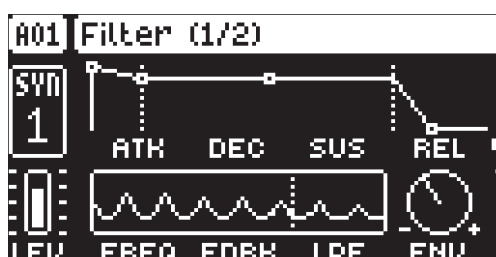 A01 Filter (1/2)
SYN
1
ATK DEC SUS REL
- +
LEV FREQ FDBK LPF ENV